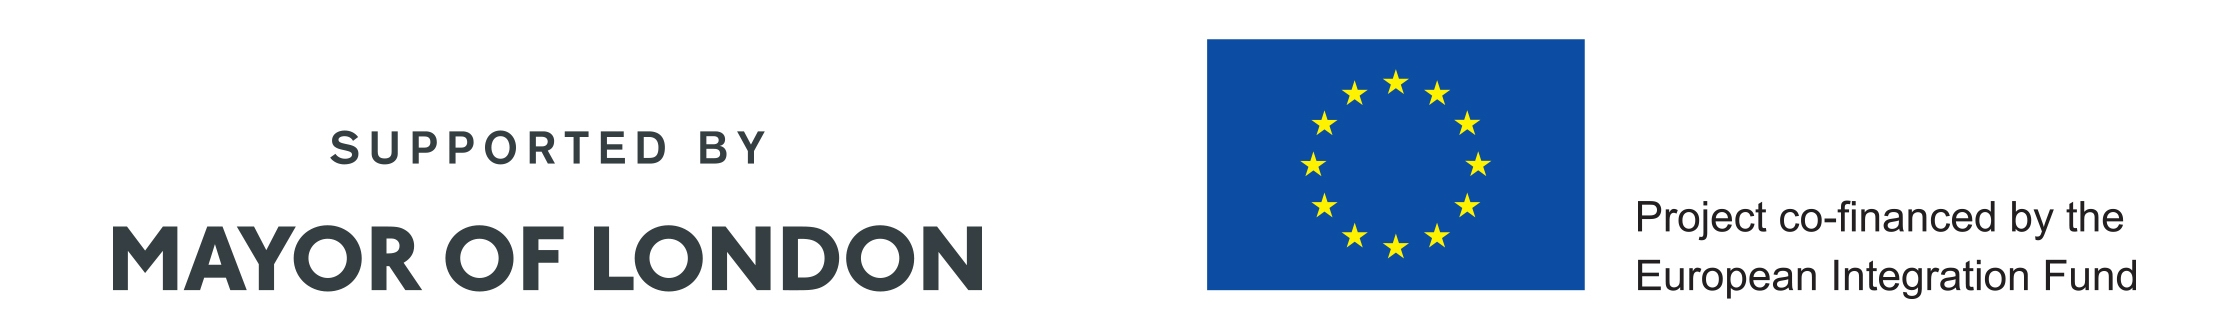 SUPPORTED BY
MAYOR OF LONDON
Project co-financed by the
European Integration Fund